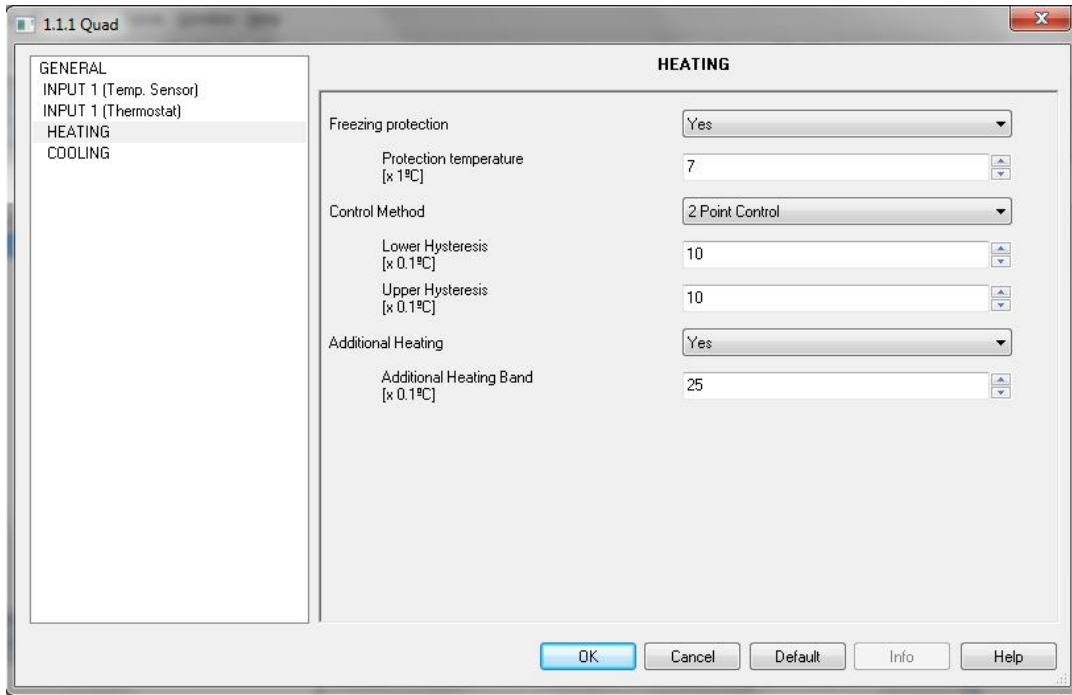 1.1.1 Quad
GENERAL
INPUT 1 (Temp. Sensor)
INPUT 1 (Thermostat)
HEATING
COOLING
HEATING
Freezing protection
Yes
Protection temperature
[x 1ºC]
7
Control Method
2 Point Control
Lower Hysteresis
[x 0.1ºC]
10
Upper Hysteresis
[x 0.1ºC]
10
Additional Heating
Yes
Additional Heating Band
[x 0.1ºC]
25
OK
Cancel
Default
Info
Help